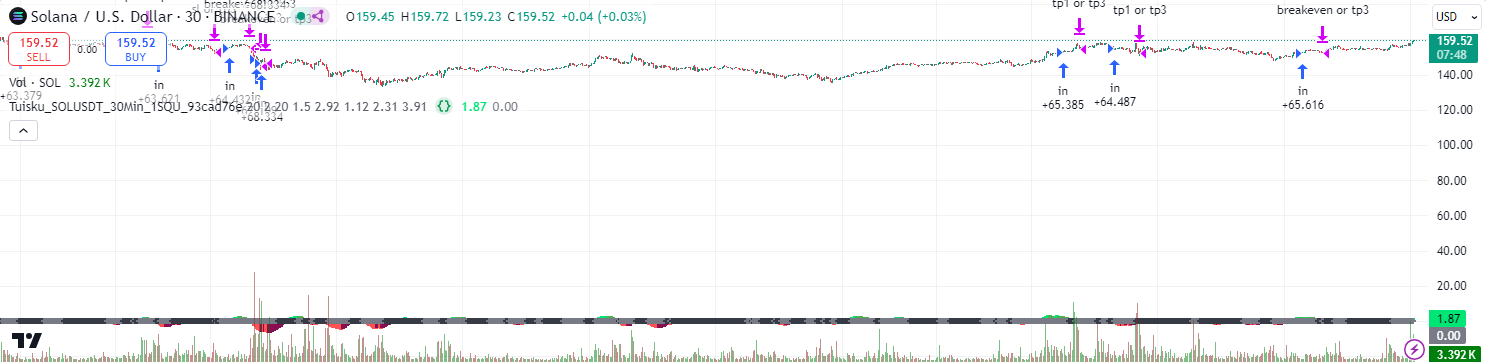 Solana / U.S. Dollar · 30 · BINANCE
O159.45 H159.72 L159.23 C159.52 +0.04 (+0.03%)
tp1 or tp3
tp1 or tp3
breakeven or tp3
USD
159.52
SELL
0.00
159.52
BUY
159.52
07:48
Vol · SOL 3.392 K
+63.379
in
+63.621
in
Tuisku_SOLUSDT_30Min_1SQU_93cad76e 20 2 20 1.5 2.92 1.12 2.31 3.91 {} 1.87 0.00
+68.334
in
+65.385
in
+64.487
in
+65.616
140.00
120.00
100.00
80.00
60.00
40.00
20.00
1.87
0.00
3.392 K